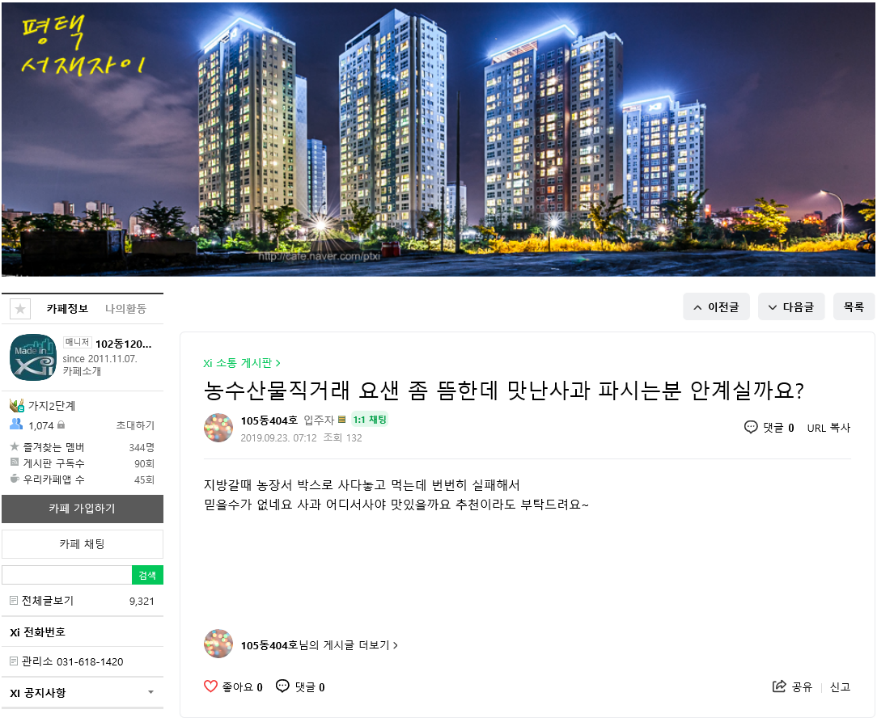 평택
서재자이
http://cafe.naver.com/ptxi
카페정보 나의활동
이전글 다음글 목록
Made in Xi
매니저 102동120...
since 2011.11.07.
카페소개
가지2단계
1,074 초대하기
즐겨찾는 멤버 344명
게시판 구독수 90회
우리카페앱 수 45회
카페 가입하기
카페 채팅
검색
전체글보기 9,321
Xi 전화번호
관리소 031-618-1420
XI 공지사항
Xi 소통 게시판 >
농수산물직거래 요샌 좀 뜸한데 맛난사과 파시는분 안계실까요?
105동404호 입주자 1:1 채팅
2019.09.23. 07:12 조회 132
댓글 0 URL 복사
지방갈때 농장서 박스로 사다놓고 먹는데 번번히 실패해서
믿을수가 없네요 사과 어디서사야 맛있을까요 추천이라도 부탁드려요~
105동404호님의 게시글 더보기 >
좋아요 0 댓글 0
공유 신고